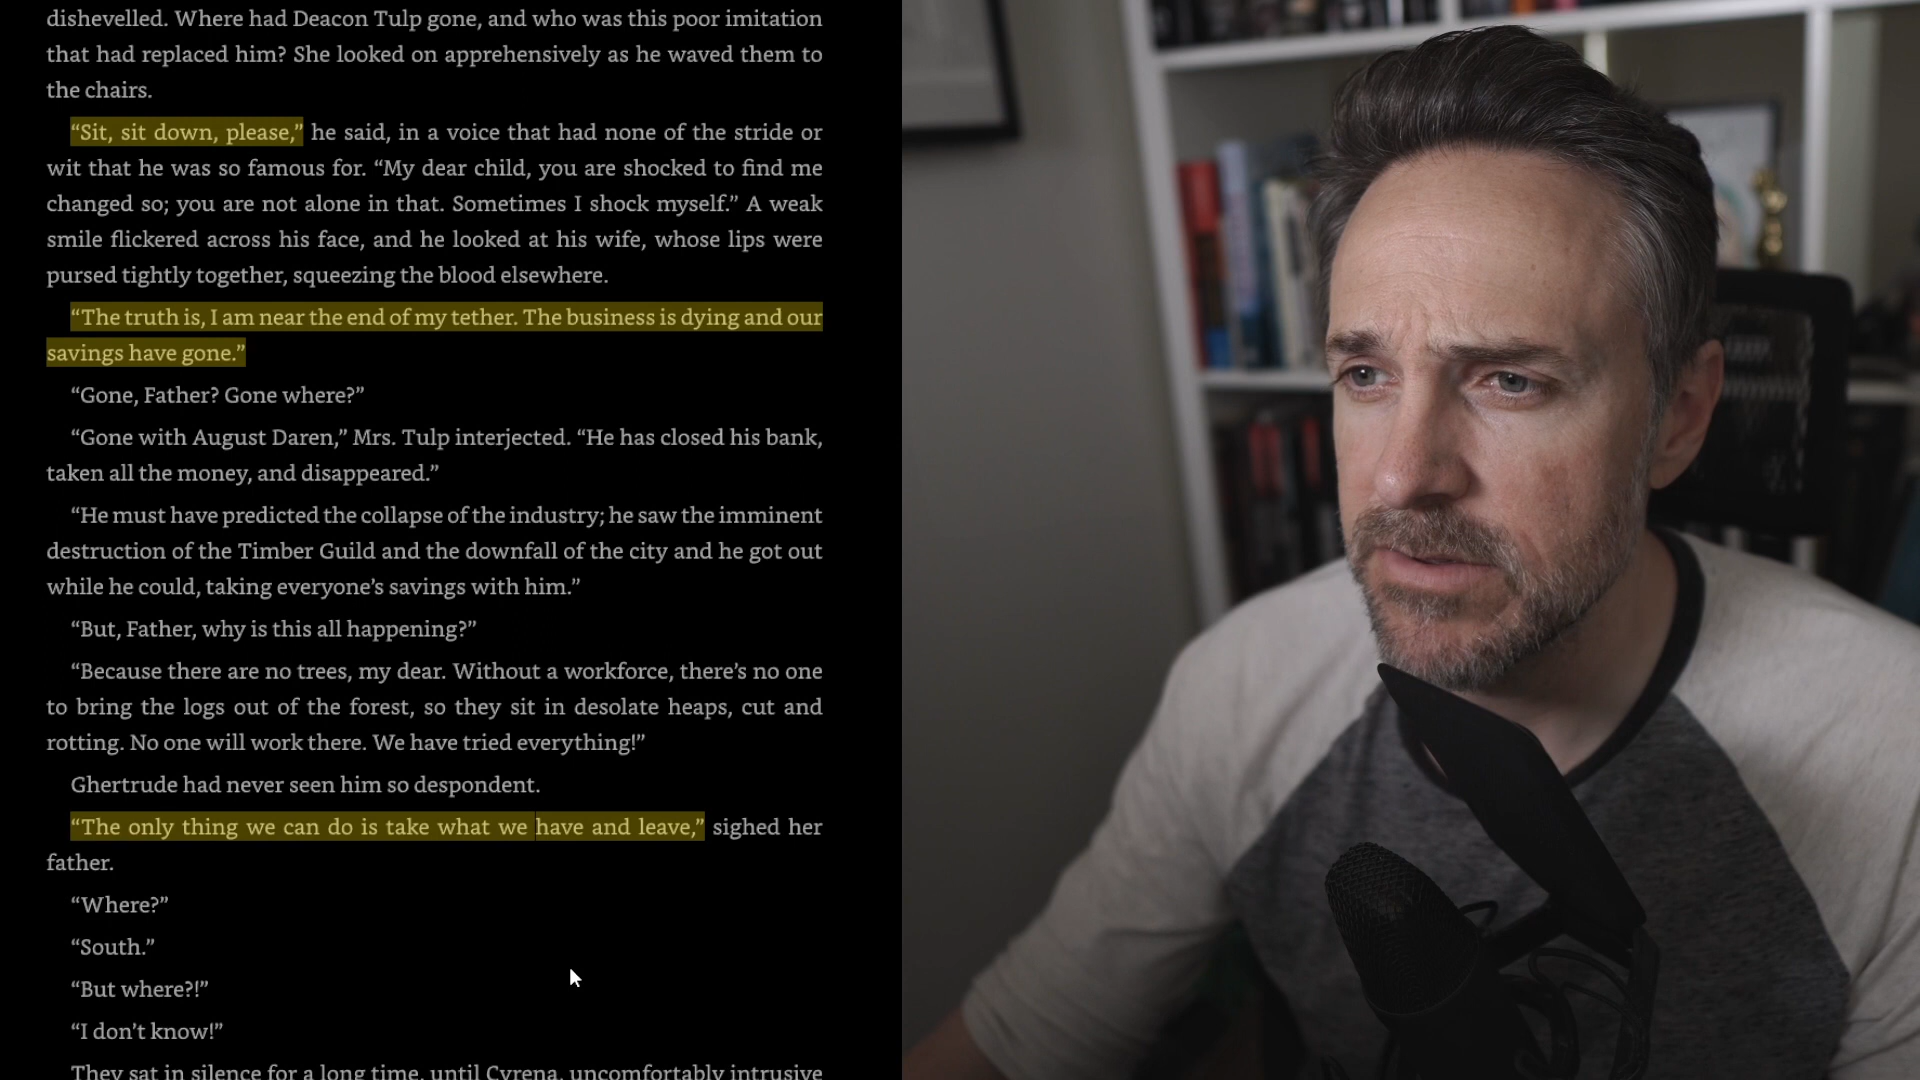 dishevelled. Where had Deacon Tulp gone, and who was this poor imitation
that had replaced him? She looked on apprehensively as he waved them to
the chairs.
“Sit, sit down, please,” he said, in a voice that had none of the stride or
wit that he was so famous for. “My dear child, you are shocked to find me
changed so; you are not alone in that. Sometimes I shock myself.” A weak
smile flickered across his face, and he looked at his wife, whose lips were
pursed tightly together, squeezing the blood elsewhere.
“The truth is, I am near the end of my tether. The business is dying and our
savings have gone.”
“Gone, Father? Gone where?”
“Gone with August Daren,” Mrs. Tulp interjected. “He has closed his bank,
taken all the money, and disappeared.”
“He must have predicted the collapse of the industry; he saw the imminent
destruction of the Timber Guild and the downfall of the city and he got out
while he could, taking everyone’s savings with him.”
“But, Father, why is this all happening?”
“Because there are no trees, my dear. Without a workforce, there’s no one
to bring the logs out of the forest, so they sit in desolate heaps, cut and
rotting. No one will work there. We have tried everything!”
Ghertrude had never seen him so despondent.
“The only thing we can do is take what we have and leave,” sighed her
father.
“Where?”
“South.”
“But where?!”
“I don’t know!”
They sat in silence for a long time, until Cyrena, uncomfortably intrusive